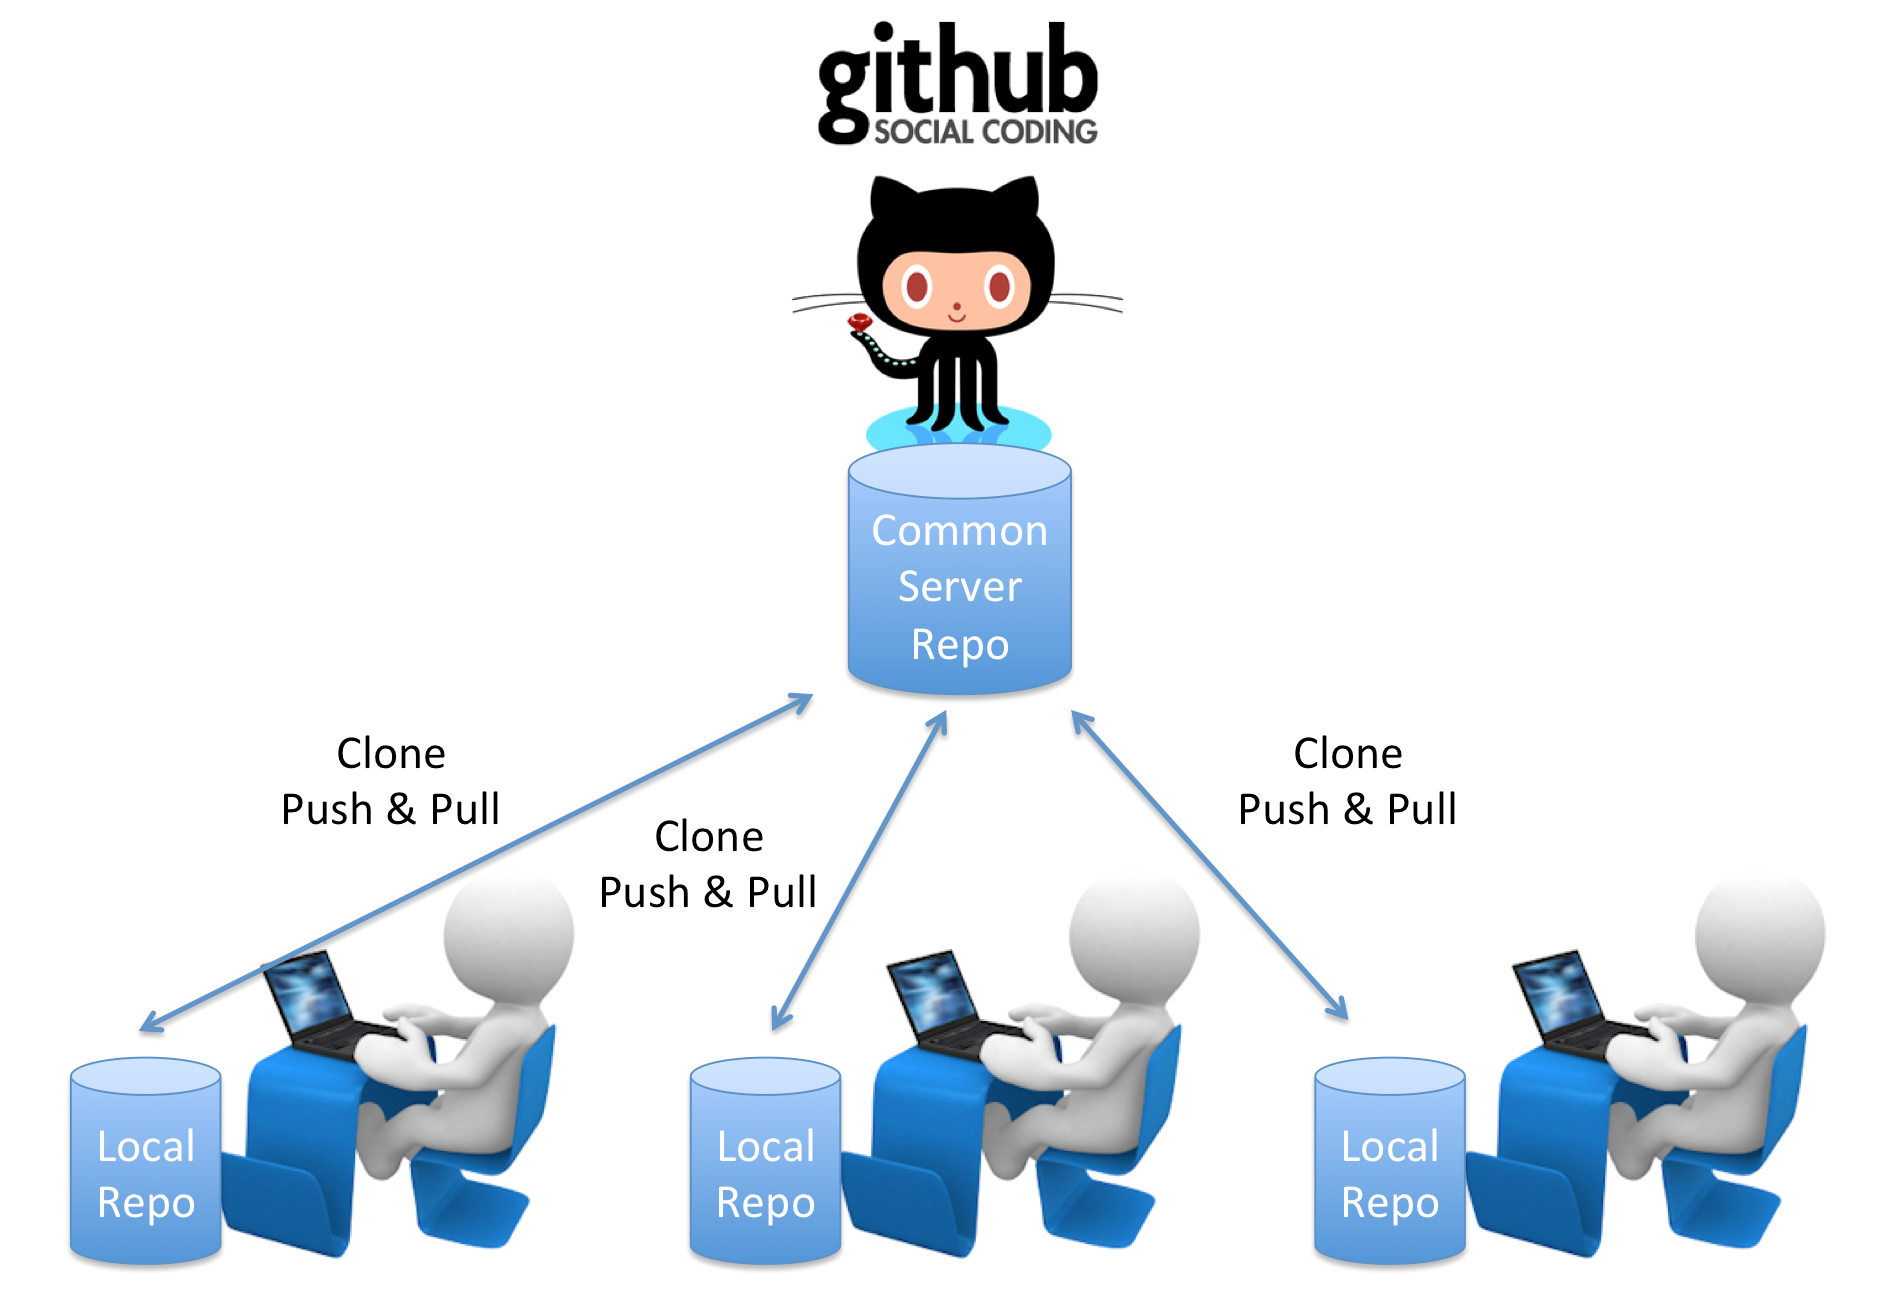 github
SOCIAL CODING
Common
Server
Repo
Clone
Push & Pull
Clone
Push & Pull
Clone
Push & Pull
Local
Repo
Local
Repo
Local
Repo